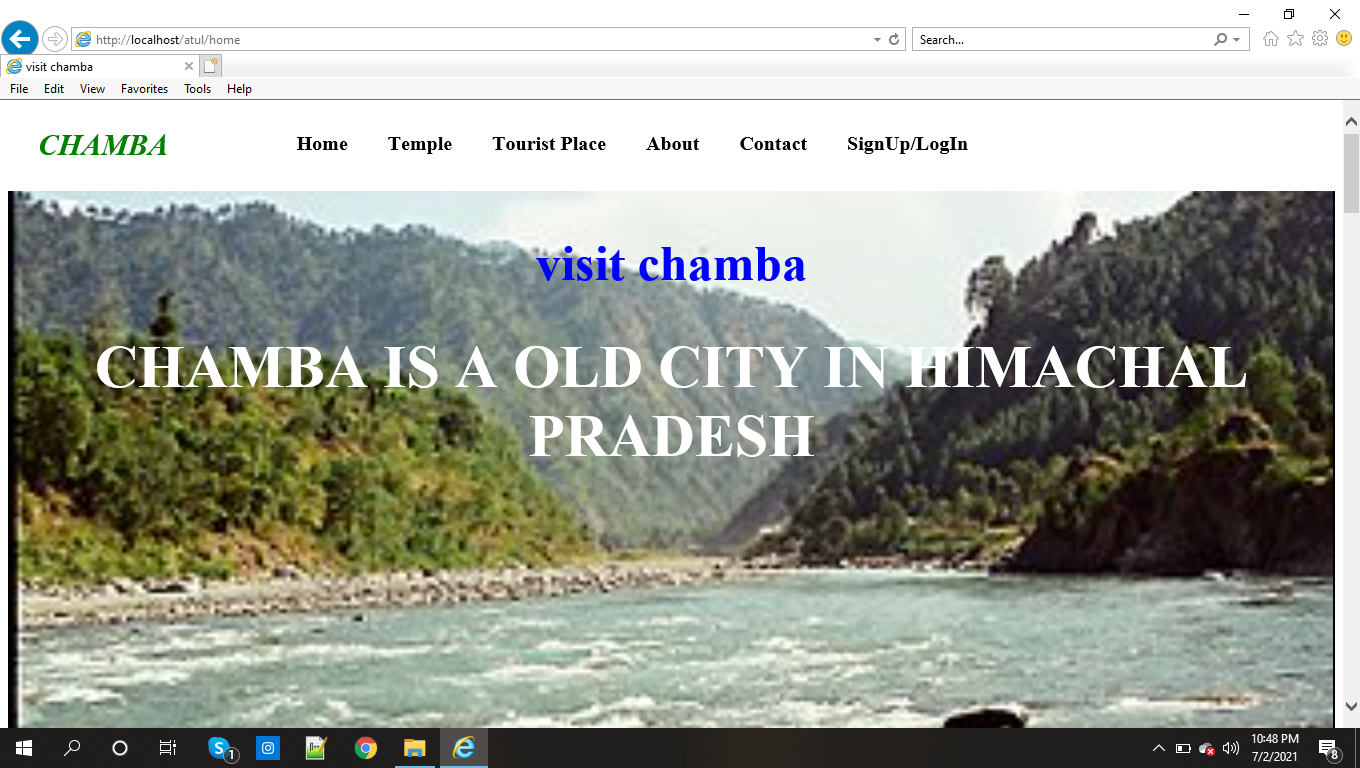 http://localhost/atul/home
Search...
visit chamba
File Edit View Favorites Tools Help
CHAMBA Home Temple Tourist Place About Contact SignUp/LogIn
visit chamba
CHAMBA IS A OLD CITY IN HIMACHAL
PRADESH
1
10:48 PM
7/2/2021
8